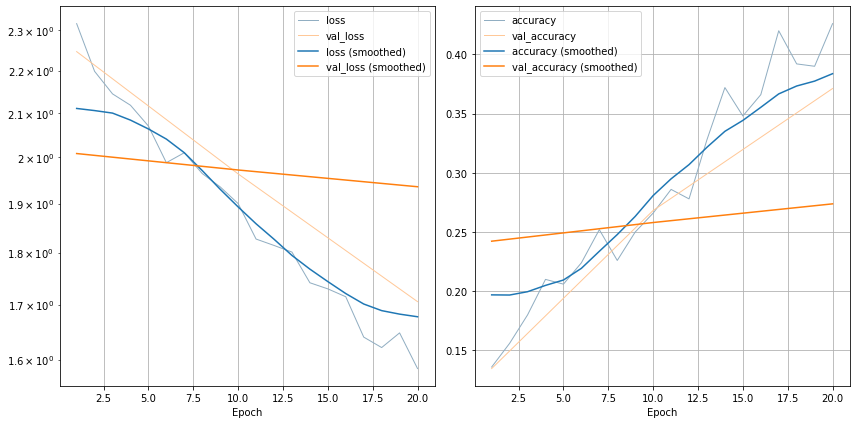 2.3 × 10⁰
2.2 × 10⁰
2.1 × 10⁰
2 × 10⁰
1.9 × 10⁰
1.8 × 10⁰
1.7 × 10⁰
1.6 × 10⁰
2.5 5.0 7.5 10.0 12.5 15.0 17.5 20.0
Epoch
loss
val_loss
loss (smoothed)
val_loss (smoothed)
0.40
0.35
0.30
0.25
0.20
0.15
2.5 5.0 7.5 10.0 12.5 15.0 17.5 20.0
Epoch
accuracy
val_accuracy
accuracy (smoothed)
val_accuracy (smoothed)